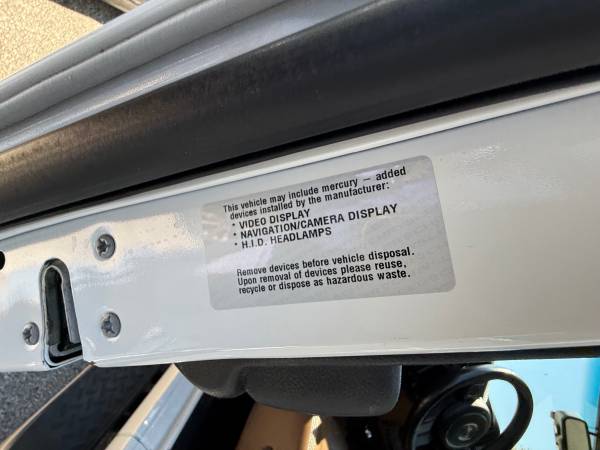 This vehicle may include mercury – added
devices installed by the manufacturer:
* VIDEO DISPLAY
* NAVIGATION/CAMERA DISPLAY
* H.I.D. HEADLAMPS
Remove devices before vehicle disposal.
Upon removal of devices please reuse,
recycle or dispose as hazardous waste.